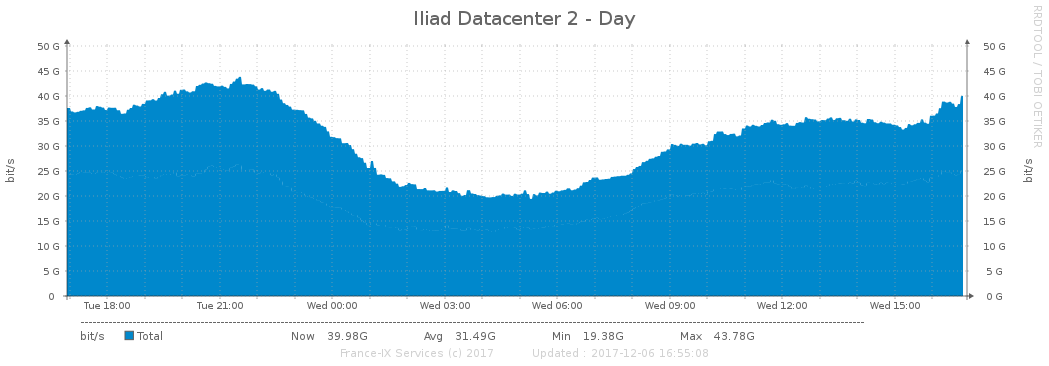 Iliad Datacenter 2 - Day
RRDTOOL / TOBI OETIKER
50 G 50 G
45 G 45 G
40 G 40 G
35 G 35 G
30 G 30 G
25 G 25 G
20 G 20 G
15 G 15 G
10 G 10 G
5 G 5 G
0 0 G
bit/s bit/s
Tue 18:00 Tue 21:00 Wed 00:00 Wed 03:00 Wed 06:00 Wed 09:00 Wed 12:00 Wed 15:00
bit/s Total Now 39.98G Avg 31.49G Min 19.38G Max 43.78G
France-IX Services (c) 2017 Updated : 2017-12-06 16:55:08